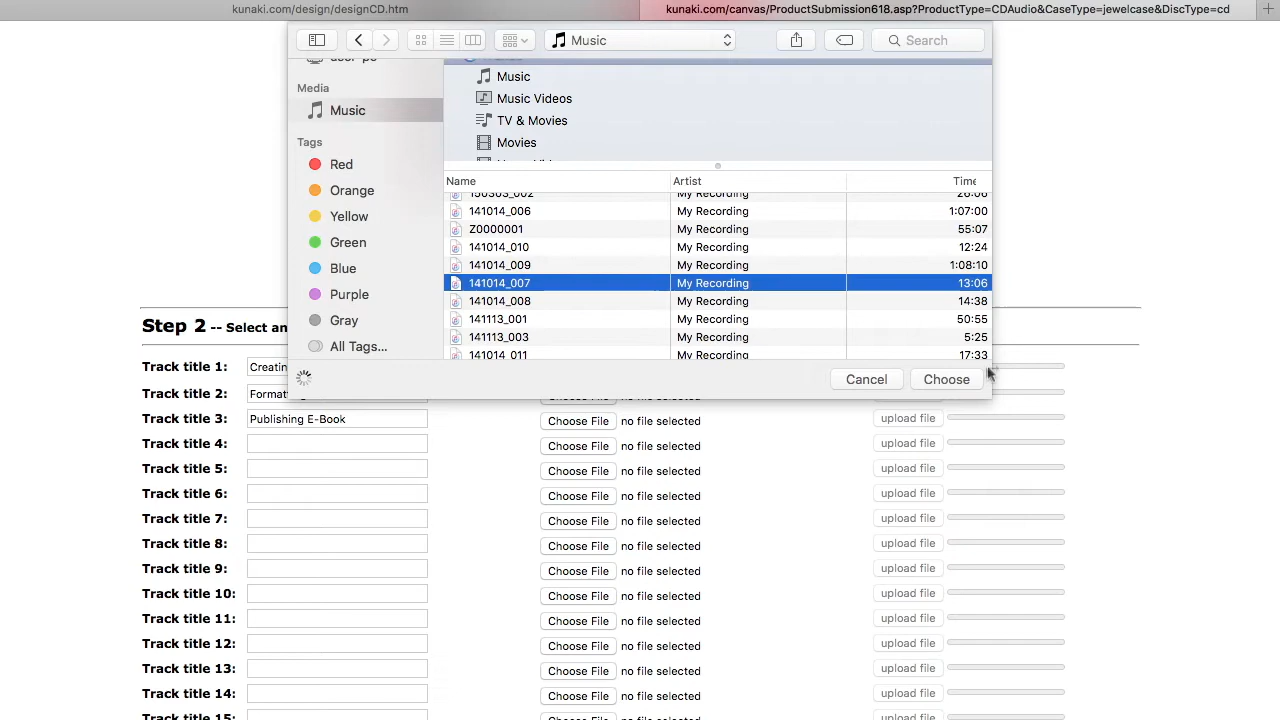 kunaki.com/design/designCD.htm kunaki.com/canvas/ProductSubmission618.asp?ProductType=CDAudio&CaseType=jewelcase&DiscType=cd
Music Search
Media
Music
Tags
Red
Orange
Yellow
Green
Blue
Purple
Gray
All Tags...
Music
Music Videos
TV & Movies
Movies
Name Artist Time
150303_002 My Recording 26:06
141014_006 My Recording 1:07:00
Z0000001 My Recording 55:07
141014_010 My Recording 12:24
141014_009 My Recording 1:08:10
141014_007 My Recording 13:06
141014_008 My Recording 14:38
141113_001 My Recording 50:55
141113_003 My Recording 5:25
141014_011 My Recording 17:33
Cancel Choose
Step 2 -- Select an
Track title 1: Creatin
Track title 2: Format
Track title 3: Publishing E-Book Choose File no file selected upload file
Track title 4: Choose File no file selected upload file
Track title 5: Choose File no file selected upload file
Track title 6: Choose File no file selected upload file
Track title 7: Choose File no file selected upload file
Track title 8: Choose File no file selected upload file
Track title 9: Choose File no file selected upload file
Track title 10: Choose File no file selected upload file
Track title 11: Choose File no file selected upload file
Track title 12: Choose File no file selected upload file
Track title 13: Choose File no file selected upload file
Track title 14: Choose File no file selected upload file
Track title 15: